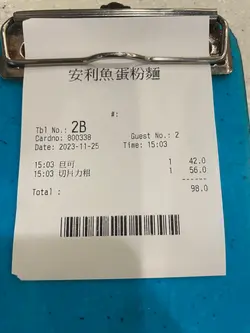 安利魚蛋粉麵
#:
Tbl No.: 2B
Cardno: 800338 Guest No.: 2
Date: 2023-11-25 Time: 15:03
15:03 旦可 1 42.0
15:03 切片力粗 1 56.0
Total : 98.0